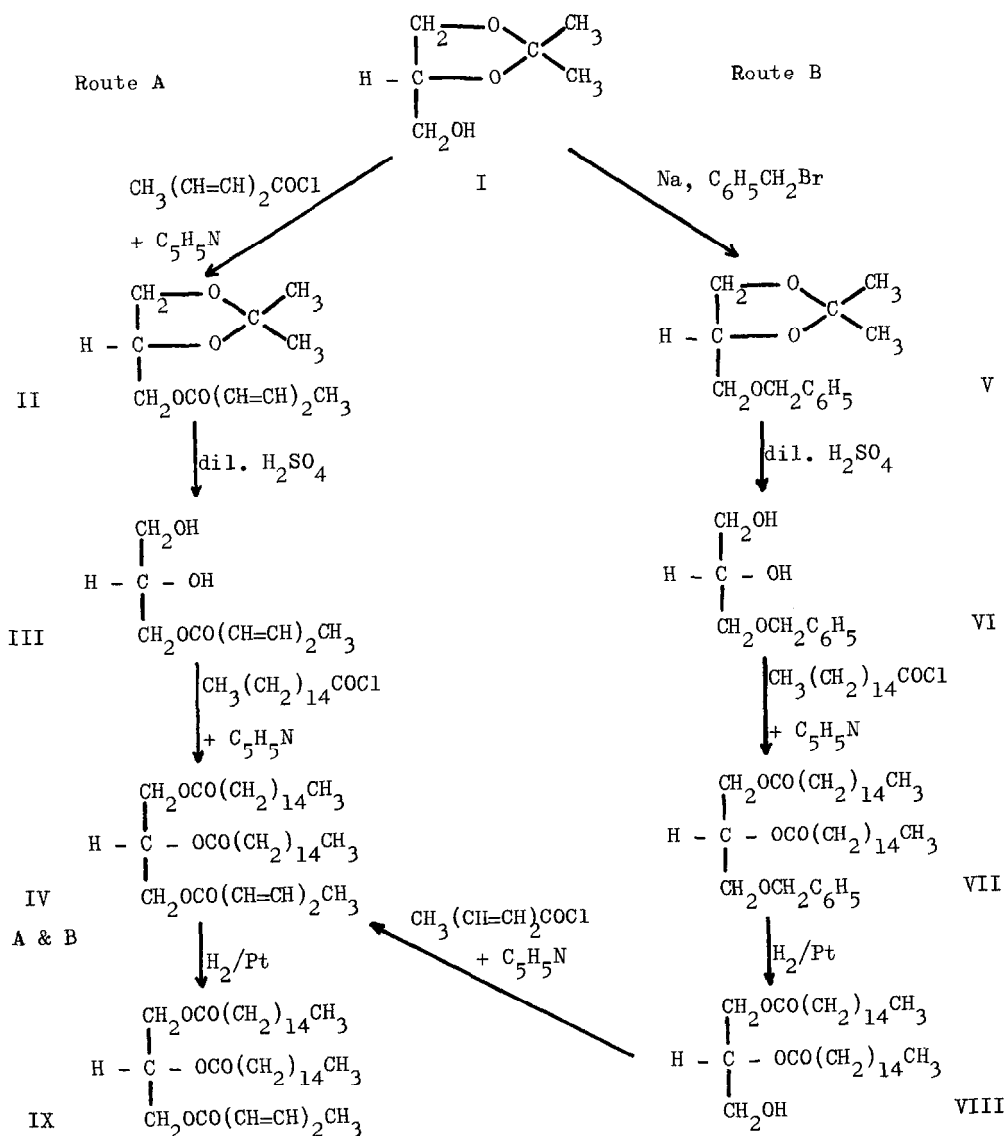 Route A
Route B
CH₂ O CH₃
C
H - C O CH₃
CH₂OH
I
CH₃(CH=CH)₂COCl
+ C₅H₅N
Na, C₆H₅CH₂Br
CH₂ O CH₃
C
H - C O CH₃
CH₂OCO(CH=CH)₂CH₃
II
dil. H₂SO₄
CH₂OH
H - C - OH
CH₂OCO(CH=CH)₂CH₃
III
CH₃(CH₂)₁₄COCl
+ C₅H₅N
CH₂OCO(CH₂)₁₄CH₃
H - C - OCO(CH₂)₁₄CH₃
CH₂OCO(CH=CH)₂CH₃
IV
A & B
H₂/Pt
CH₂OCO(CH₂)₁₄CH₃
H - C - OCO(CH₂)₁₄CH₃
CH₂OCO(CH=CH)₂CH₃
IX
CH₂ O CH₃
C
H - C O CH₃
CH₂OCH₂C₆H₅
V
dil. H₂SO₄
CH₂OH
H - C - OH
CH₂OCH₂C₆H₅
VI
CH₃(CH₂)₁₄COCl
+ C₅H₅N
CH₂OCO(CH₂)₁₄CH₃
H - C - OCO(CH₂)₁₄CH₃
CH₂OCH₂C₆H₅
VII
H₂/Pt
CH₃(CH=CH₂COCl
+ C₅H₅N
CH₂OCO(CH₂)₁₄CH₃
H - C - OCO(CH₂)₁₄CH₃
CH₂OH
VIII